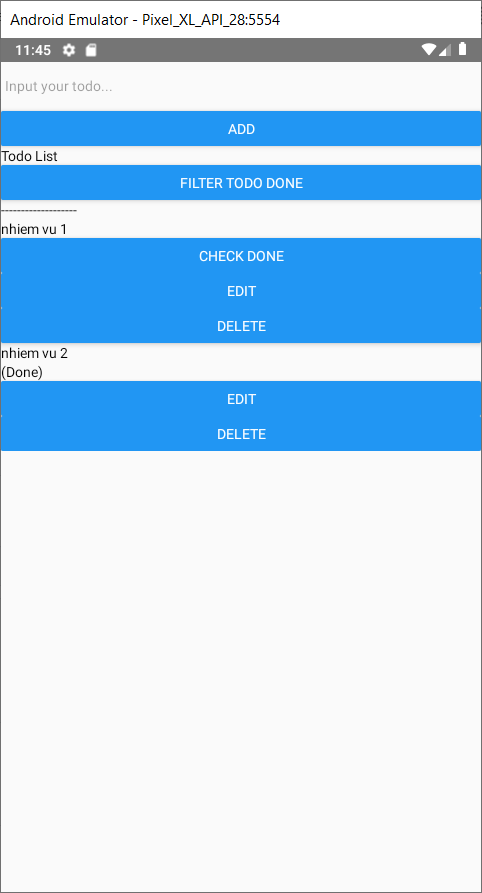 Android Emulator - Pixel_XL_API_28:5554
11:45
Input your todo...
ADD
Todo List
FILTER TODO DONE
-------------------
nhiem vu 1
CHECK DONE
EDIT
DELETE
nhiem vu 2
(Done)
EDIT
DELETE